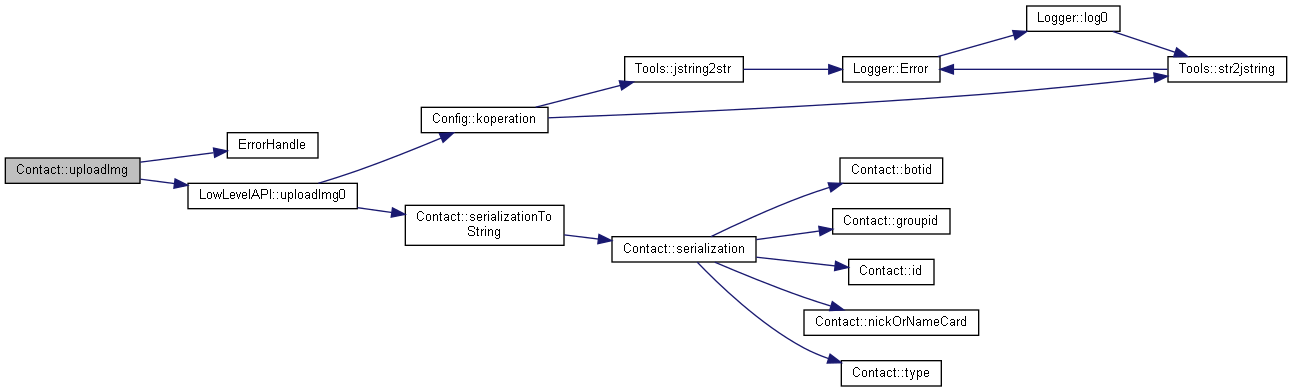 Contact::uploadImg
ErrorHandle
LowLevelAPI::uploadImg0
Config::koperation
Contact::serializationTo
String
Tools::jstring2str
Contact::serialization
Logger::Error
Logger::log0
Tools::str2jstring
Contact::botid
Contact::groupid
Contact::id
Contact::nickOrNameCard
Contact::type